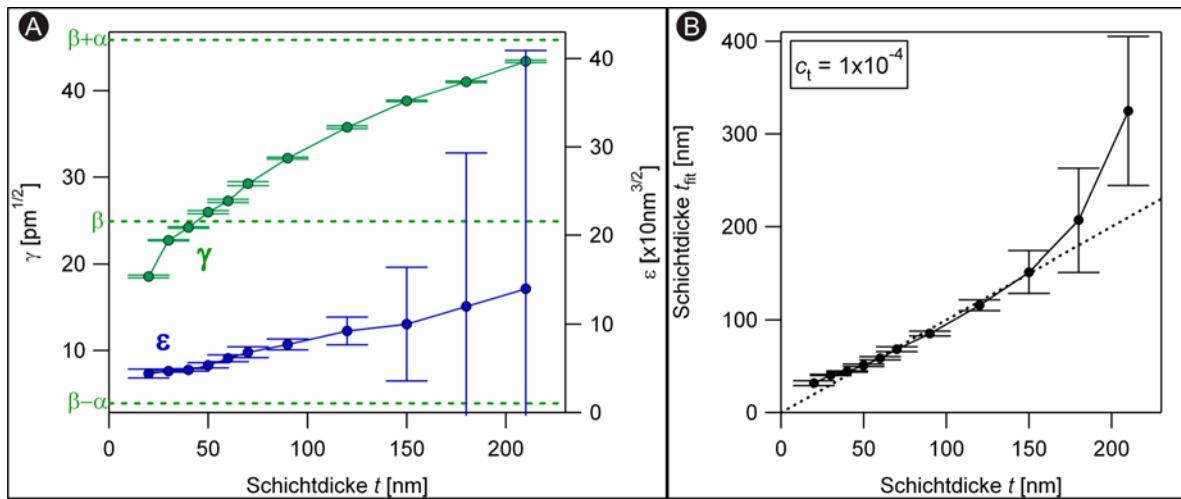 A
β+α
β
β−α
γ [pm^1/2]
40
30
20
10
γ
ε
40
30
20
10
0
ε [x10nm^3/2]
0
50
100
150
200
Schichtdicke t [nm]
B
c_t = 1x10^-4
Schichtdicke t_fit [nm]
400
300
200
100
0
0
50
100
150
200
Schichtdicke t [nm]